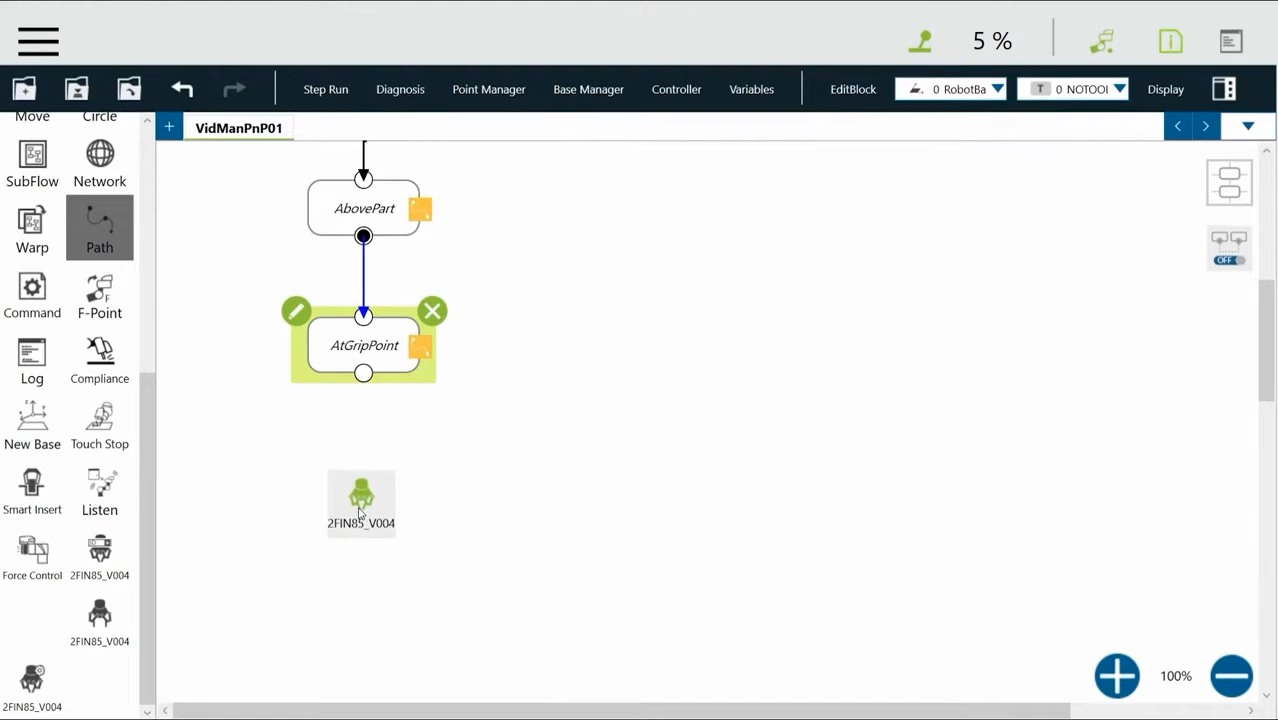 5 %
Step Run Diagnosis Point Manager Base Manager Controller Variables EditBlock 0 RobotBa T 0 NOTOOI Display
+ VidManPnP01
Move Circle
SubFlow Network
Warp Path
Command F-Point
Log Compliance
New Base Touch Stop
Smart Insert Listen
Force Control 2FIN85_V004
2FIN85_V004
2FIN85_V004
AbovePart
AtGripPoint
2FIN85_V004
OFF
100%